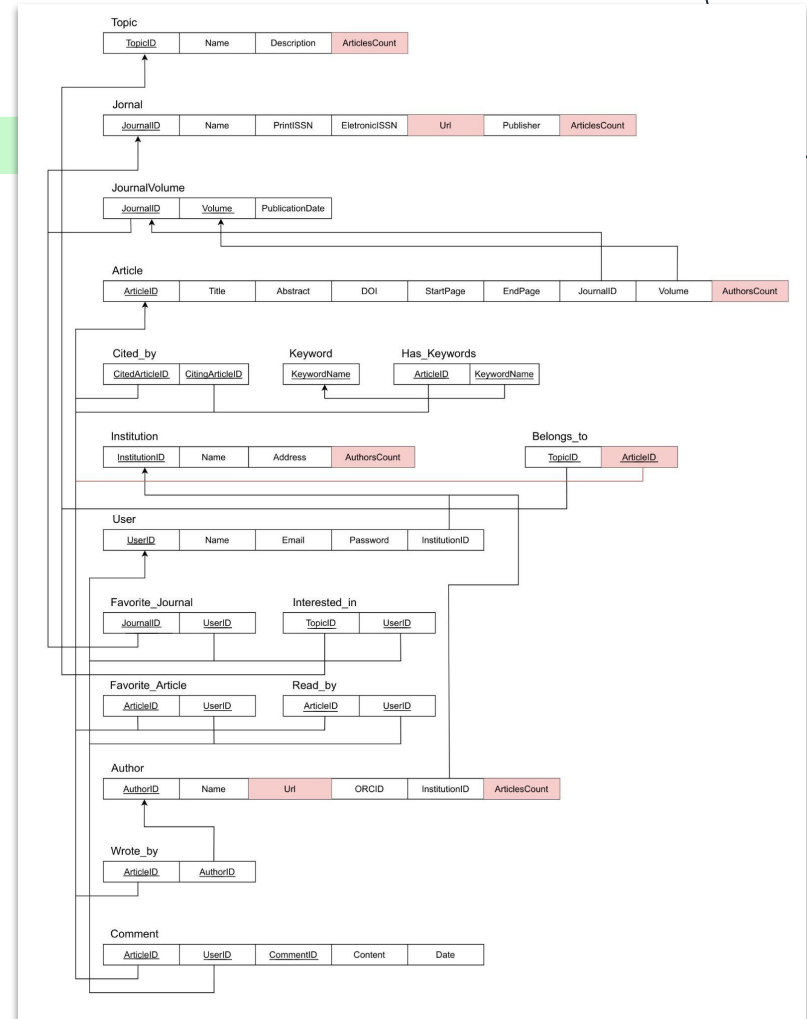 Topic
TopicID Name Description ArticlesCount
Jornal
JournalID Name PrintISSN EletronicISSN Url Publisher ArticlesCount
JournalVolume
JournalID Volume PublicationDate
Article
ArticleID Title Abstract DOI StartPage EndPage JournalID Volume AuthorsCount
Cited_by Keyword Has_Keywords
CitedArticleID CitingArticleID KeywordName ArticleID KeywordName
Institution Belongs_to
InstitutionID Name Address AuthorsCount TopicID ArticleID
User
UserID Name Email Password InstitutionID
Favorite_Journal Interested_in
JournalID UserID TopicID UserID
Favorite_Article Read_by
ArticleID UserID ArticleID UserID
Author
AuthorID Name Url ORCID InstitutionID ArticlesCount
Wrote_by
ArticleID AuthorID
Comment
ArticleID UserID CommentID Content Date